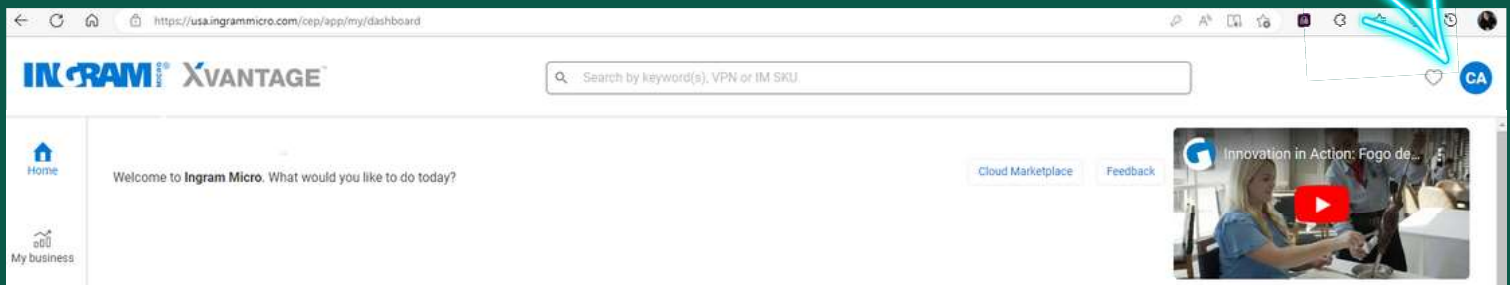 https://usa.ingrammicro.com/cep/app/my/dashboard
INGRAM MICRO® XVANTAGE™
Search by keyword(s), VPN or IM SKU
CA
Home
Welcome to Ingram Micro. What would you like to do today?
Cloud Marketplace
Feedback
Innovation in Action: Fogo de...
My business